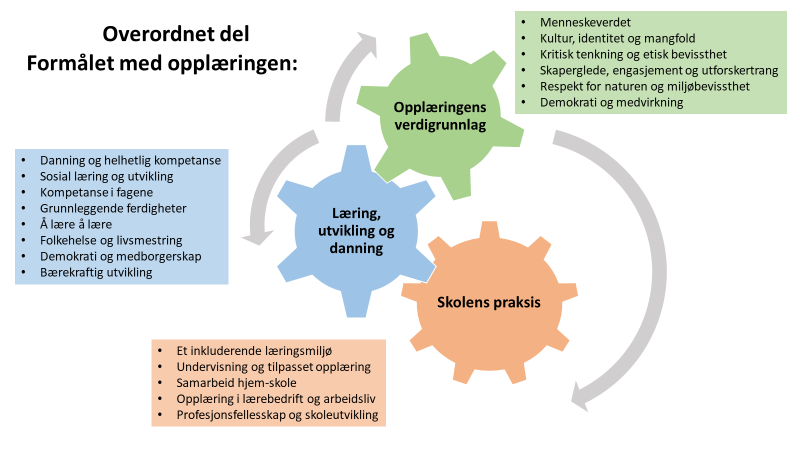 Overordnet del
Formålet med opplæringen:
• Menneskeverdet
• Kultur, identitet og mangfold
• Kritisk tenkning og etisk bevissthet
• Skaperglede, engasjement og utforskertrang
• Respekt for naturen og miljøbevissthet
• Demokrati og medvirkning
Opplæringens
verdigrunnlag
• Danning og helhetlig kompetanse
• Sosial læring og utvikling
• Kompetanse i fagene
• Grunnleggende ferdigheter
• Å lære å lære
• Folkehelse og livsmestring
• Demokrati og medborgerskap
• Bærekraftig utvikling
Læring,
utvikling og
danning
Skolens praksis
• Et inkluderende læringsmiljø
• Undervisning og tilpasset opplæring
• Samarbeid hjem-skole
• Opplæring i lærebedrift og arbeidsliv
• Profesjonsfellesskap og skoleutvikling